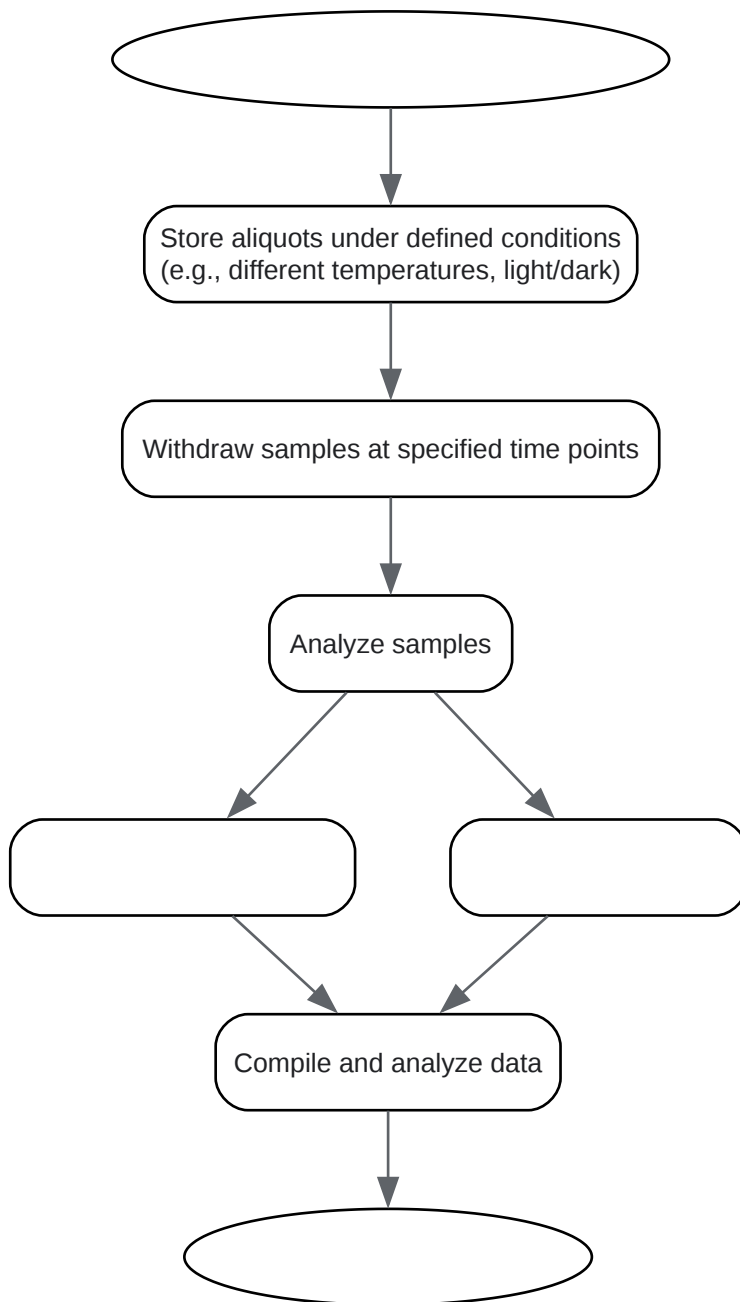 Store aliquots under defined conditions
(e.g., different temperatures, light/dark)
Withdraw samples at specified time points
Analyze samples
Compile and analyze data